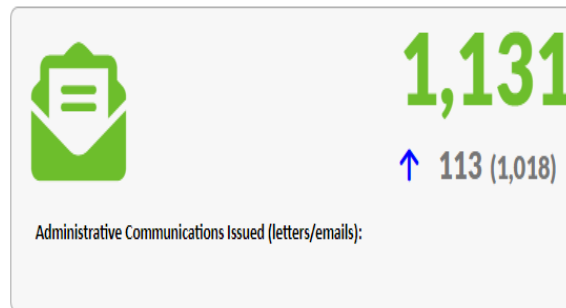 1,131
↑ 113 (1,018)
Administrative Communications Issued (letters/emails):